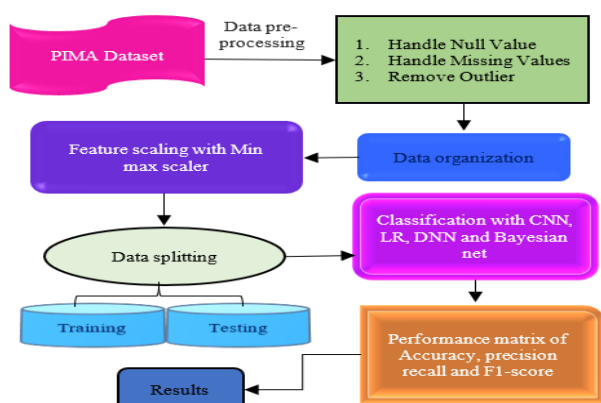 PIMA Dataset
Data pre-
processing
1. Handle Null Value
2. Handle Missing Values
3. Remove Outlier
Data organization
Feature scaling with Min
max scaler
Data splitting
Training
Testing
Classification with CNN,
LR, DNN and Bayesian
net
Performance matrix of
Accuracy, precision
recall and F1-score
Results